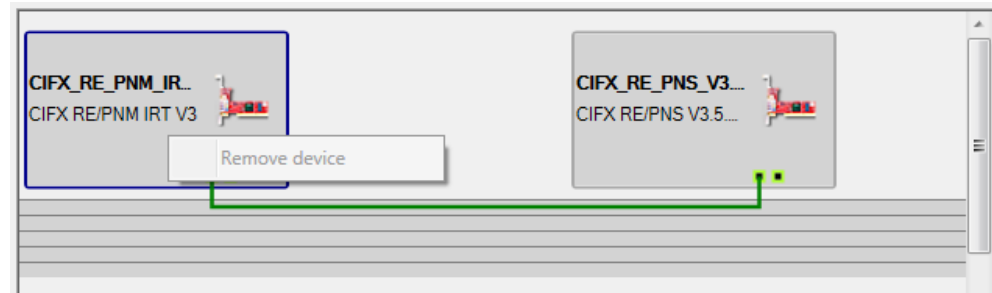 CIFX_RE_PNM_IR...
CIFX RE/PNM IRT V3
Remove device
CIFX_RE_PNS_V3....
CIFX RE/PNS V3.5....